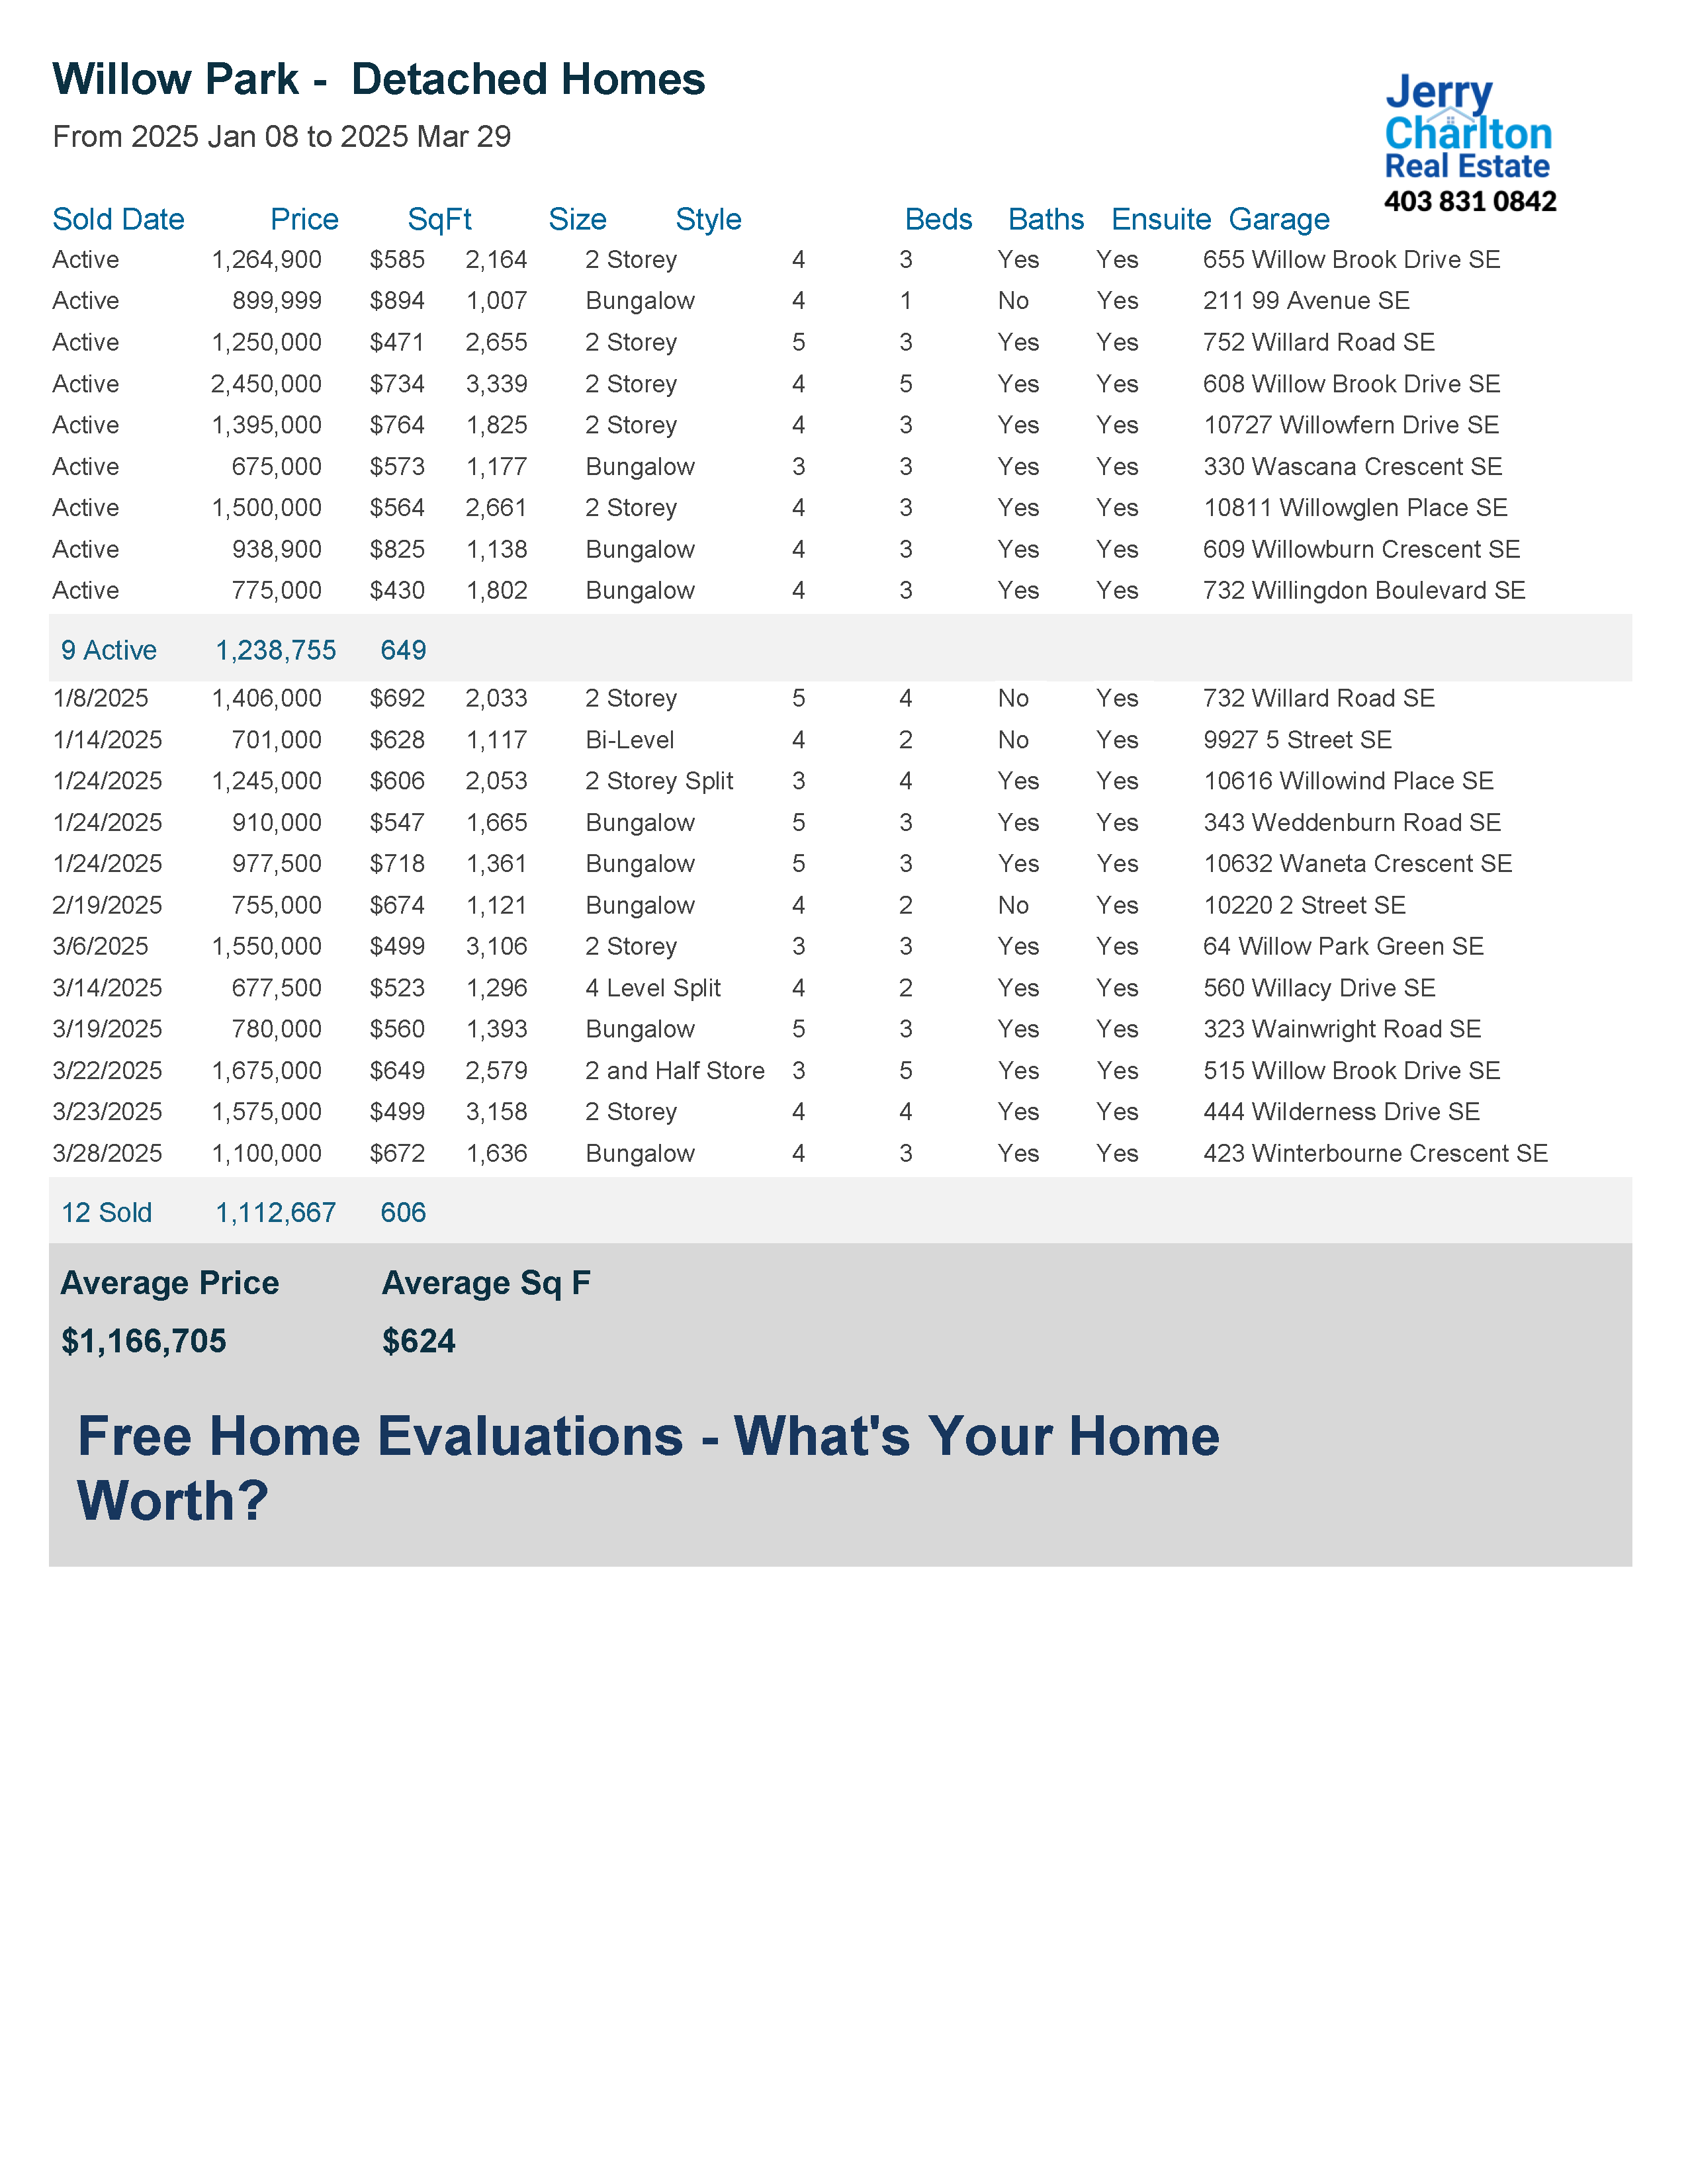 Willow Park -  Detached Homes
From 2025 Jan 08 to 2025 Mar 29
Jerry
Charlton
Real Estate
403 831 0842
Sold Date Price SqFt Size Style Beds Baths Ensuite Garage
Active 1,264,900 $585 2,164 2 Storey 4 3 Yes Yes 655 Willow Brook Drive SE
Active 899,999 $894 1,007 Bungalow 4 1 No Yes 211 99 Avenue SE
Active 1,250,000 $471 2,655 2 Storey 5 3 Yes Yes 752 Willard Road SE
Active 2,450,000 $734 3,339 2 Storey 4 5 Yes Yes 608 Willow Brook Drive SE
Active 1,395,000 $764 1,825 2 Storey 4 3 Yes Yes 10727 Willowfern Drive SE
Active 675,000 $573 1,177 Bungalow 3 3 Yes Yes 330 Wascana Crescent SE
Active 1,500,000 $564 2,661 2 Storey 4 3 Yes Yes 10811 Willowglen Place SE
Active 938,900 $825 1,138 Bungalow 4 3 Yes Yes 609 Willowburn Crescent SE
Active 775,000 $430 1,802 Bungalow 4 3 Yes Yes 732 Willingdon Boulevard SE
9 Active 1,238,755 649
1/8/2025 1,406,000 $692 2,033 2 Storey 5 4 No Yes 732 Willard Road SE
1/14/2025 701,000 $628 1,117 Bi-Level 4 2 No Yes 9927 5 Street SE
1/24/2025 1,245,000 $606 2,053 2 Storey Split 3 4 Yes Yes 10616 Willowind Place SE
1/24/2025 910,000 $547 1,665 Bungalow 5 3 Yes Yes 343 Weddenburn Road SE
1/24/2025 977,500 $718 1,361 Bungalow 5 3 Yes Yes 10632 Waneta Crescent SE
2/19/2025 755,000 $674 1,121 Bungalow 4 2 No Yes 10220 2 Street SE
3/6/2025 1,550,000 $499 3,106 2 Storey 3 3 Yes Yes 64 Willow Park Green SE
3/14/2025 677,500 $523 1,296 4 Level Split 4 2 Yes Yes 560 Willacy Drive SE
3/19/2025 780,000 $560 1,393 Bungalow 5 3 Yes Yes 323 Wainwright Road SE
3/22/2025 1,675,000 $649 2,579 2 and Half Store 3 5 Yes Yes 515 Willow Brook Drive SE
3/23/2025 1,575,000 $499 3,158 2 Storey 4 4 Yes Yes 444 Wilderness Drive SE
3/28/2025 1,100,000 $672 1,636 Bungalow 4 3 Yes Yes 423 Winterbourne Crescent SE
12 Sold 1,112,667 606
Average Price Average Sq F
$1,166,705 $624
Free Home Evaluations - What's Your Home
Worth?